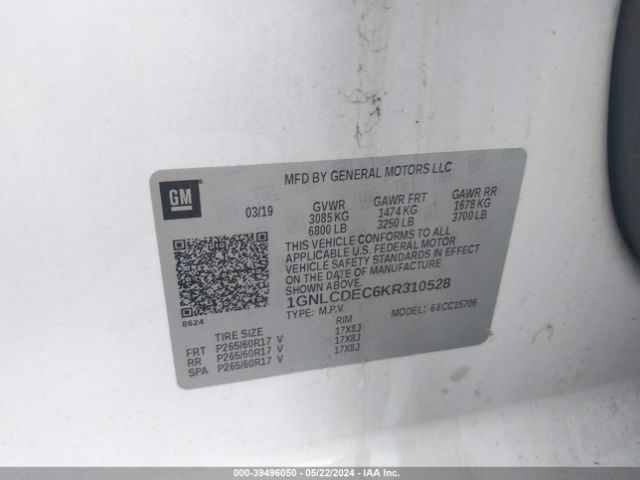 MFD BY GENERAL MOTORS LLC
GM
03/19
GVWR GAWR FRT GAWR RR
3085 KG 1474 KG 1678 KG
6800 LB 3250 LB 3700 LB
THIS VEHICLE CONFORMS TO ALL
APPLICABLE U.S. FEDERAL MOTOR
VEHICLE SAFETY STANDARDS IN EFFECT
ON THE DATE OF MANUFACTURE
SHOWN ABOVE.
1GNLCDEC6KR310528
TYPE: M.P.V. MODEL: 6SCC15706
8624
TIRE SIZE RIM
FRT P265/60R17 V 17X8J
RR P265/60R17 V 17X8J
SPA P265/60R17 V 17X8J
000-39496050 - 05/22/2024 - IAA Inc.